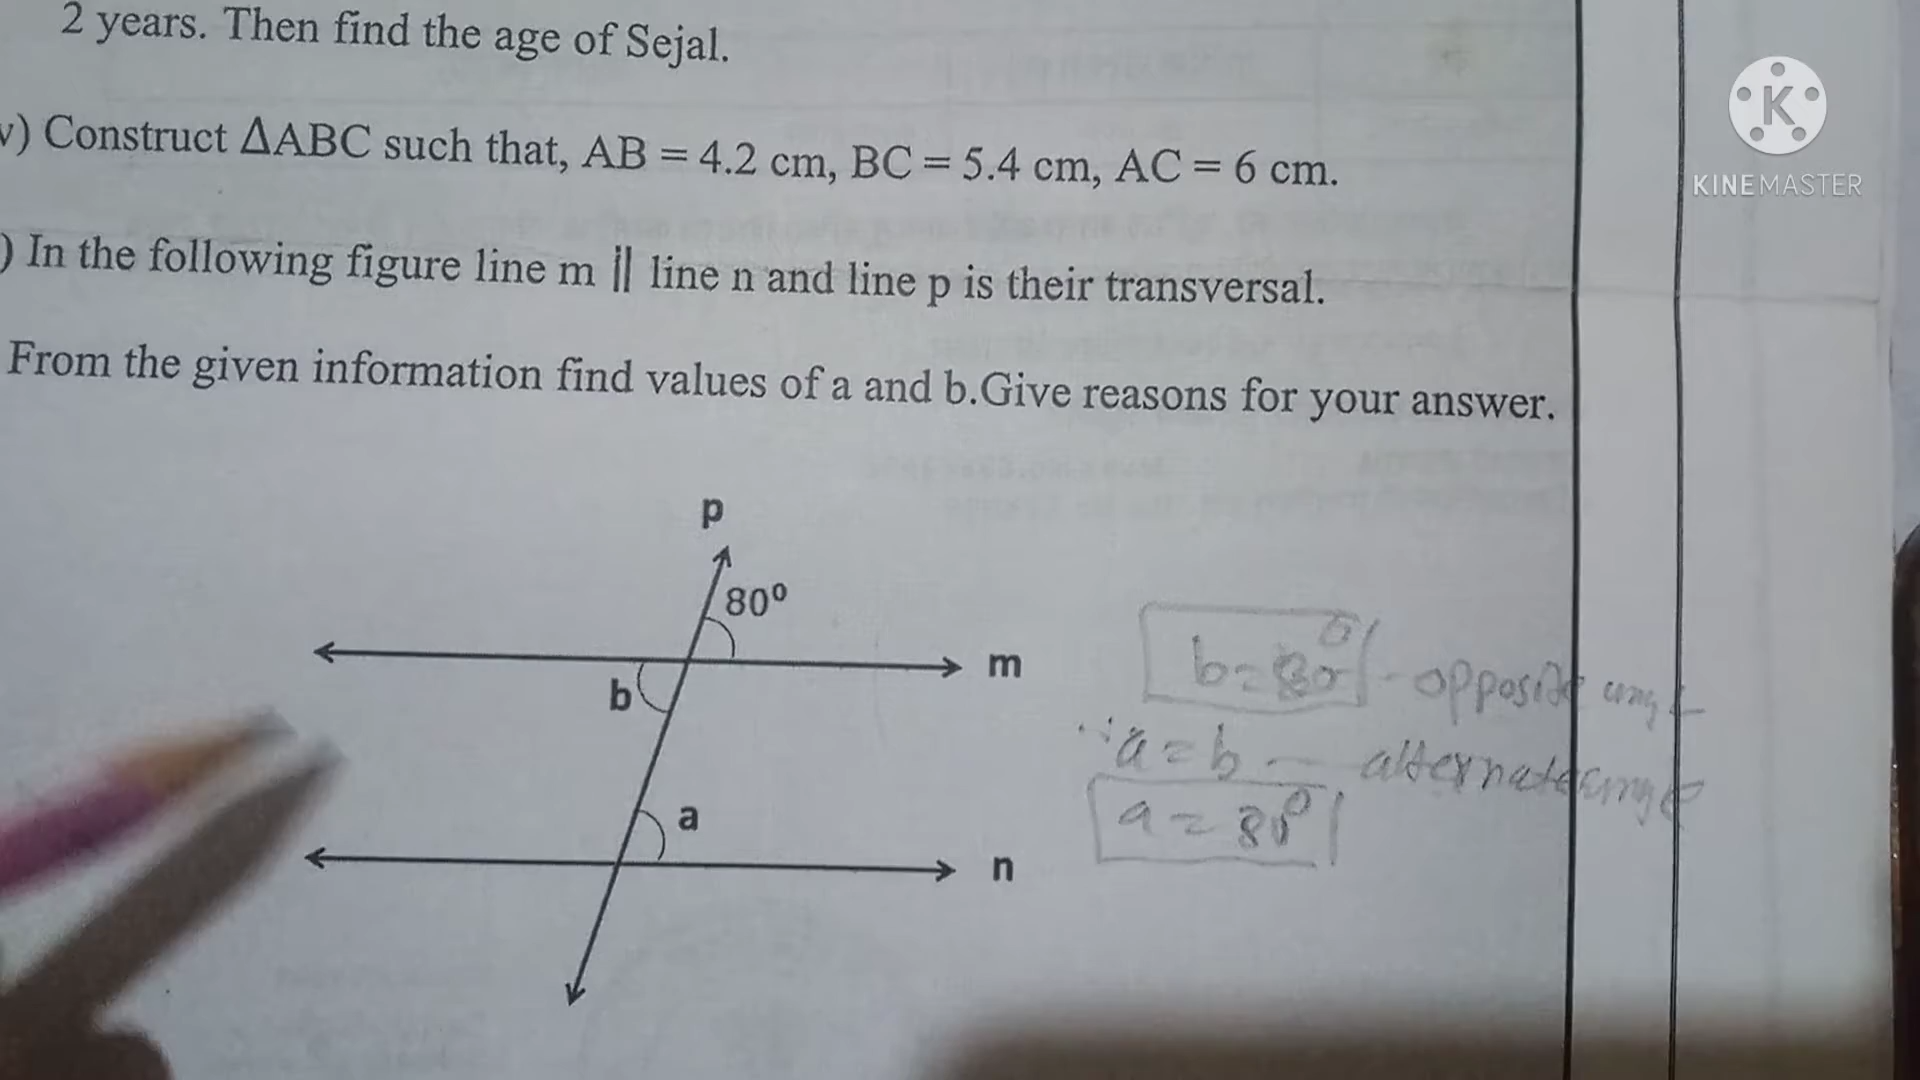 2 years. Then find the age of Sejal.
v) Construct ΔABC such that, AB = 4.2 cm, BC = 5.4 cm, AC = 6 cm.
) In the following figure line m || line n and line p is their transversal.
From the given information find values of a and b.Give reasons for your answer.
K
KINEMASTER
p
80⁰
m
b
a
n
b=80° - opposite
∴ a = b - alternate
a = 80°